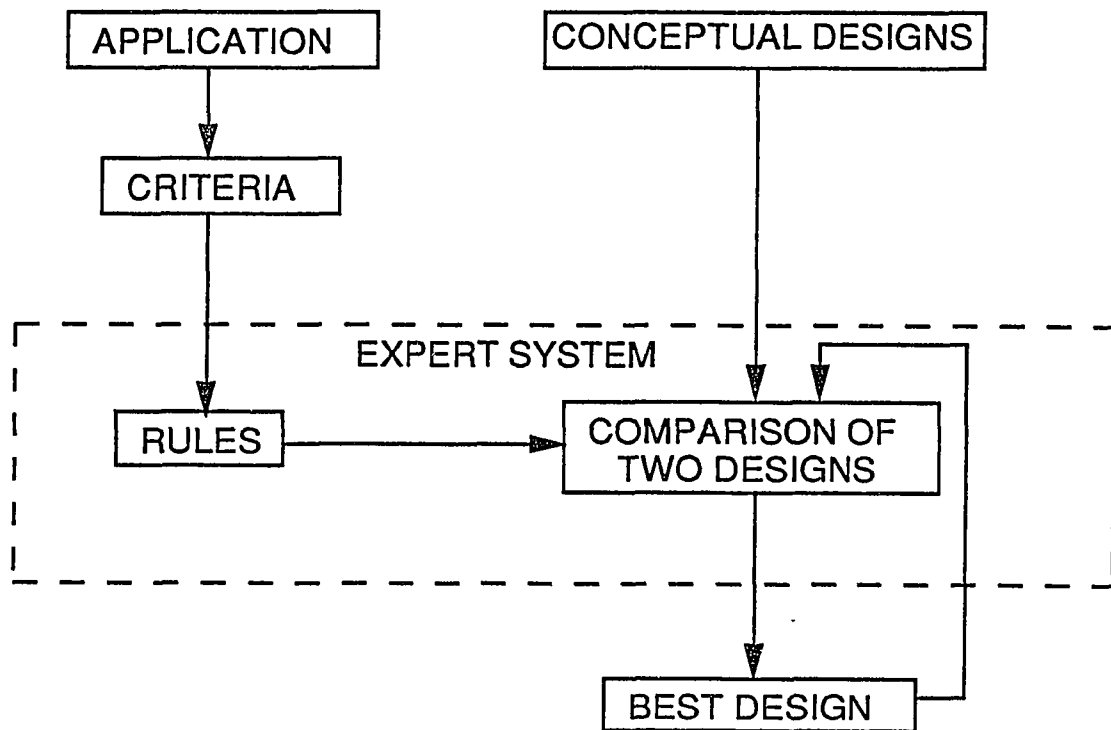 APPLICATION
CONCEPTUAL DESIGNS
CRITERIA
EXPERT SYSTEM
RULES
COMPARISON OF
TWO DESIGNS
BEST DESIGN